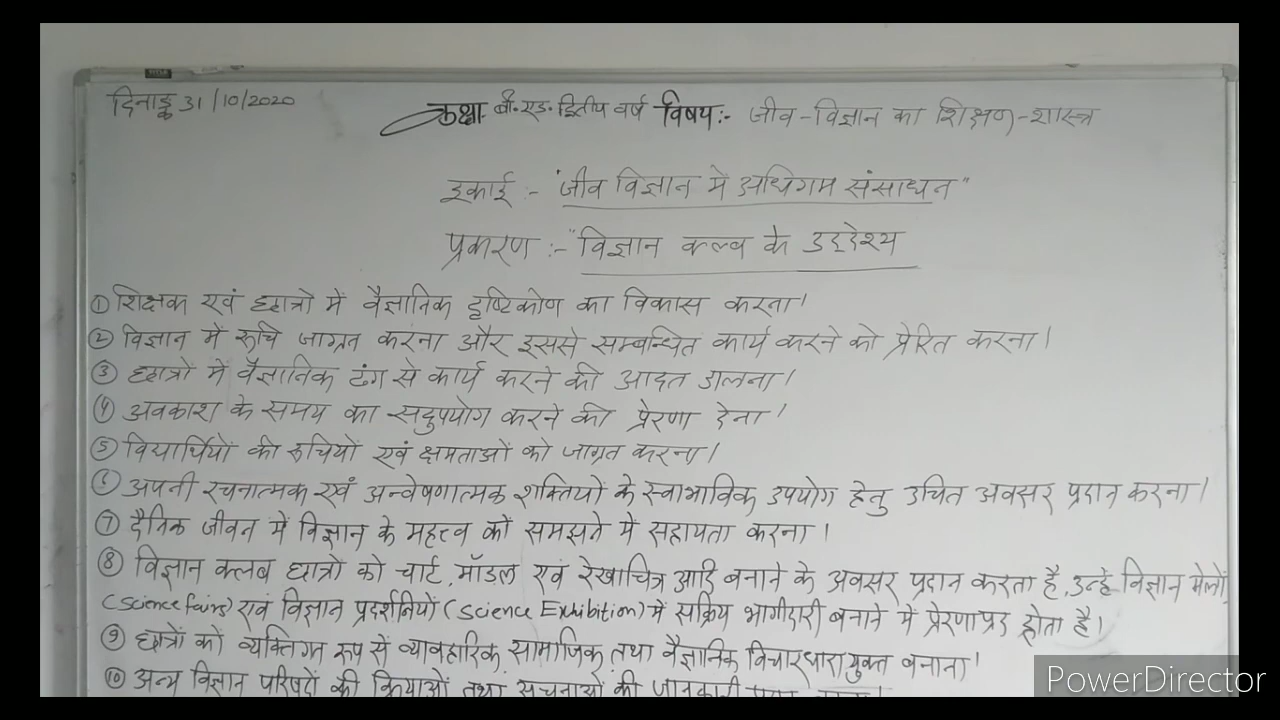 दिनाङ्क 31/10/2020
कक्षा बी.एड. द्वितीय वर्ष विषय:- जीव-विज्ञान का शिक्षण-शास्त्र
इकाई:- "जीव विज्ञान मे अधिगम संसाधन"
प्रकरण:- "विज्ञान कल्व के उद्देश्य
① शिक्षक एवं छात्रो में वैज्ञानिक दृष्टिकोण का विकास करता।
② विज्ञान में रुचि जाग्रत करना और इससे सम्बन्धित कार्य करने को प्रेरित करना।
③ छात्रों में वैज्ञानिक ढंग से कार्य करने की आदत डालना।
④ अवकाश के समय का सदुपयोग करने की प्रेरणा देना।
⑤ विद्यार्थियों की रुचियों एवं क्षमताओं को जाग्रत करना।
⑥ अपनी रचनात्मक एवं अन्वेषणात्मक शक्तियो के स्वाभाविक उपयोग हेतु उचित अवसर प्रदान करना।
⑦ दैनिक जीवन में विज्ञान के महत्त्व को समझने में सहायता करना।
⑧ विज्ञान क्लब छात्रो को चार्ट, मॉडल एवं रेखाचित्र आदि बनाने के अवसर प्रदान करता है, उन्हे विज्ञान मेलों
(Science fairs) एवं विज्ञान प्रदर्शनियों (Science Exhibition) में सक्रिय भागीदारी बनाने में प्रेरणाप्रद होता है।
⑨ छात्रों को व्यक्तिगत रूप से व्यावहारिक, सामाजिक तथा वैज्ञानिक विचारधारायुक्त बनाना।
⑩ अन्य विज्ञान परिषदों की क्रियाओं तथा सूचनाओं की जानकारी
PowerDirector